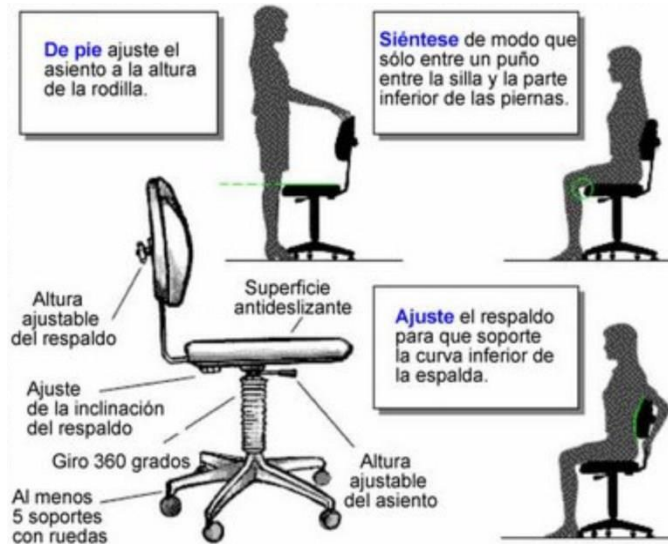 De pie ajuste el
asiento a la altura
de la rodilla.
Siéntese de modo que
sólo entre un puño
entre la silla y la parte
inferior de las piernas.
Altura
ajustable
del respaldo
Superficie
antideslizante
Ajuste el respaldo
para que soporte
la curva inferior de
la espalda.
Ajuste
de la inclinación
del respaldo
Giro 360 grados
Altura
ajustable
del asiento
Al menos
5 soportes
con ruedas